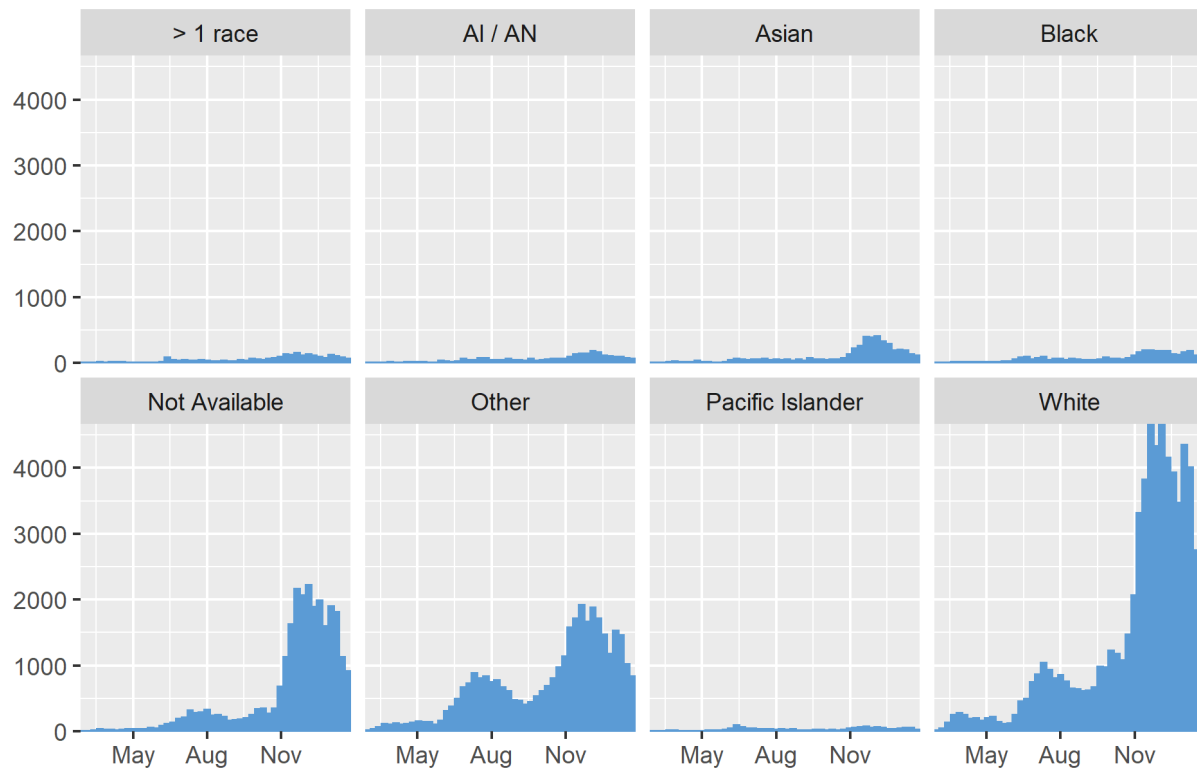 > 1 race
AI / AN
Asian
Black
4000
3000
2000
1000
0
Not Available
Other
Pacific Islander
White
4000
3000
2000
1000
0
May Aug Nov
May Aug Nov
May Aug Nov
May Aug Nov